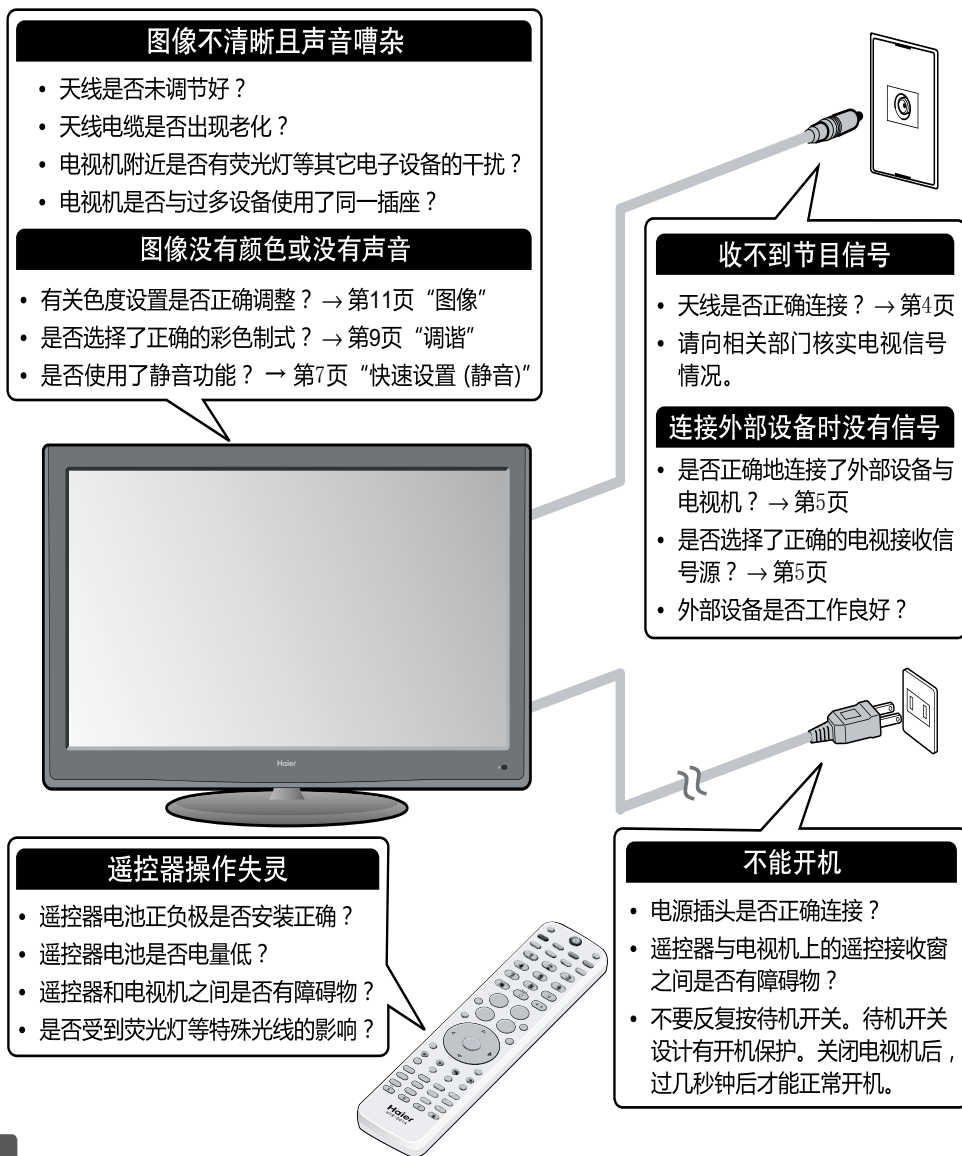 图像不清晰且声音嘈杂
• 天线是否未调节好？
• 天线电缆是否出现老化？
• 电视机附近是否有荧光灯等其它电子设备的干扰？
• 电视机是否与过多设备使用了同一插座？
图像没有颜色或没有声音
• 有关色度设置是否正确调整？→ 第11页“图像”
• 是否选择了正确的彩色制式？→ 第9页“调谐”
• 是否使用了静音功能？ → 第7页“快速设置 (静音)”
收不到节目信号
• 天线是否正确连接？→ 第4页
• 请向相关部门核实电视信号
情况。
连接外部设备时没有信号
• 是否正确地连接了外部设备与
电视机？→ 第5页
• 是否选择了正确的电视接收信
号源？→ 第5页
• 外部设备是否工作良好？
Haier
遥控器操作失灵
• 遥控器电池正负极是否安装正确？
• 遥控器电池是否电量低？
• 遥控器和电视机之间是否有障碍物？
• 是否受到荧光灯等特殊光线的影响？
Haier
不能开机
• 电源插头是否正确连接？
• 遥控器与电视机上的遥控接收窗
之间是否有障碍物？
• 不要反复按待机开关。待机开关
设计有开机保护。关闭电视机后，
过几秒钟后才能正常开机。